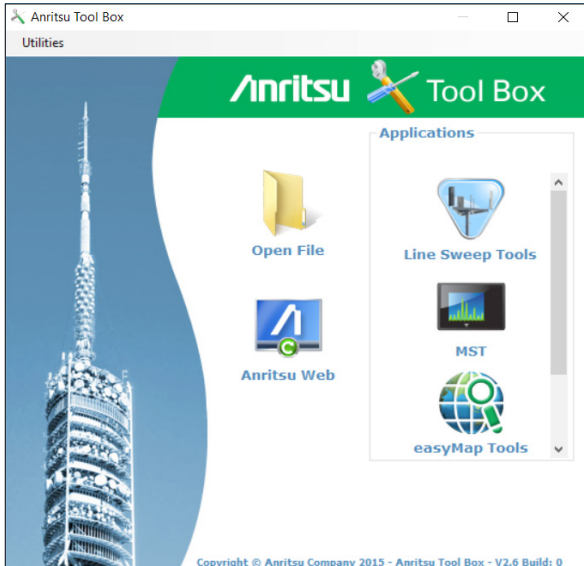 Anritsu Tool Box
Utilities
Anritsu Tool Box
Applications
Open File
Line Sweep Tools
Anritsu Web
MST
easyMap Tools
Copyright © Anritsu Company 2015 - Anritsu Tool Box - V2.6 Build: 0